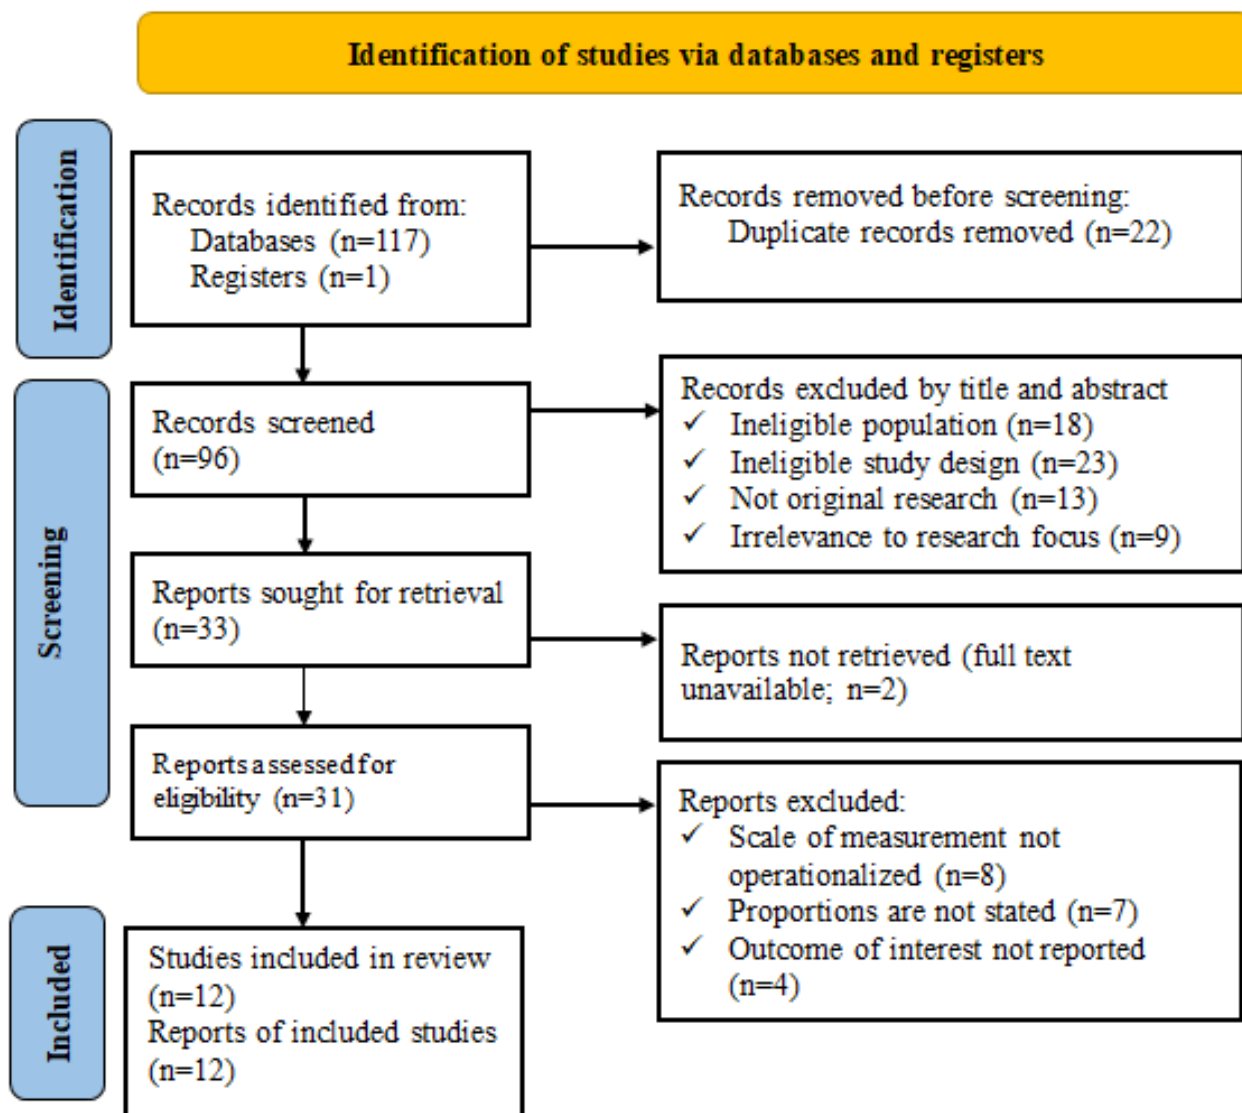 Identification of studies via databases and registers
Identification
Records identified from:
Databases (n=117)
Registers (n=1)
Records removed before screening:
Duplicate records removed (n=22)
Screening
Records screened
(n=96)
Records excluded by title and abstract
✓ Ineligible population (n=18)
✓ Ineligible study design (n=23)
✓ Not original research (n=13)
✓ Irrelevance to research focus (n=9)
Reports sought for retrieval
(n=33)
Reports not retrieved (full text
unavailable; n=2)
Reports assessed for
eligibility (n=31)
Reports excluded:
✓ Scale of measurement not
operationalized (n=8)
✓ Proportions are not stated (n=7)
✓ Outcome of interest not reported
(n=4)
Included
Studies included in review
(n=12)
Reports of included studies
(n=12)